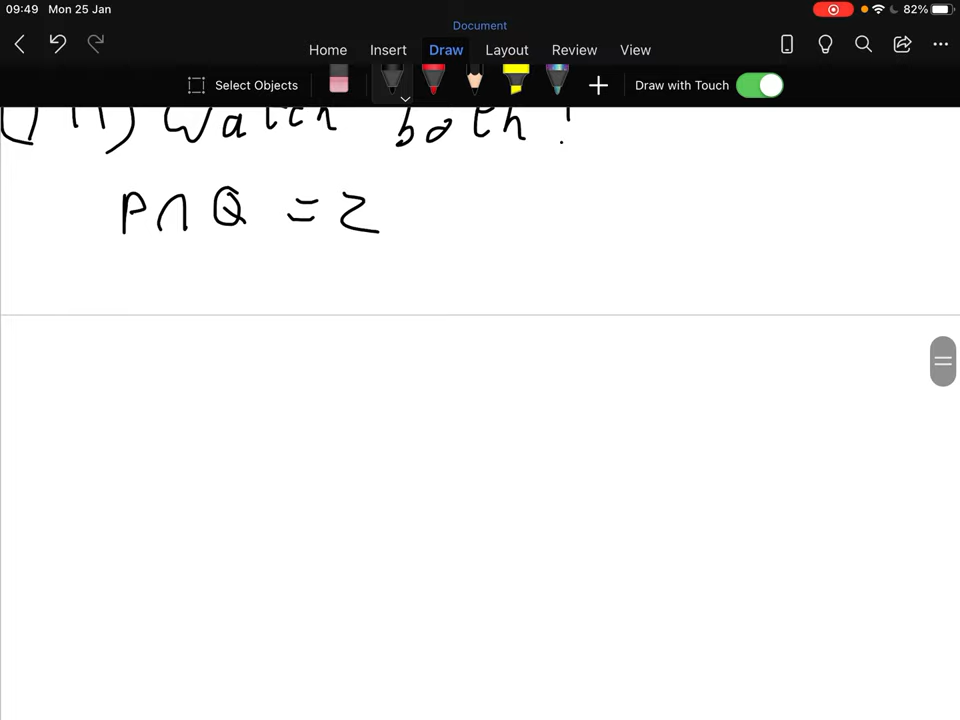 09:49 Mon 25 Jan 82%
Document
Home Insert Draw Layout Review View
Select Objects Draw with Touch
(ii) Watch both!
P∩Q = 2